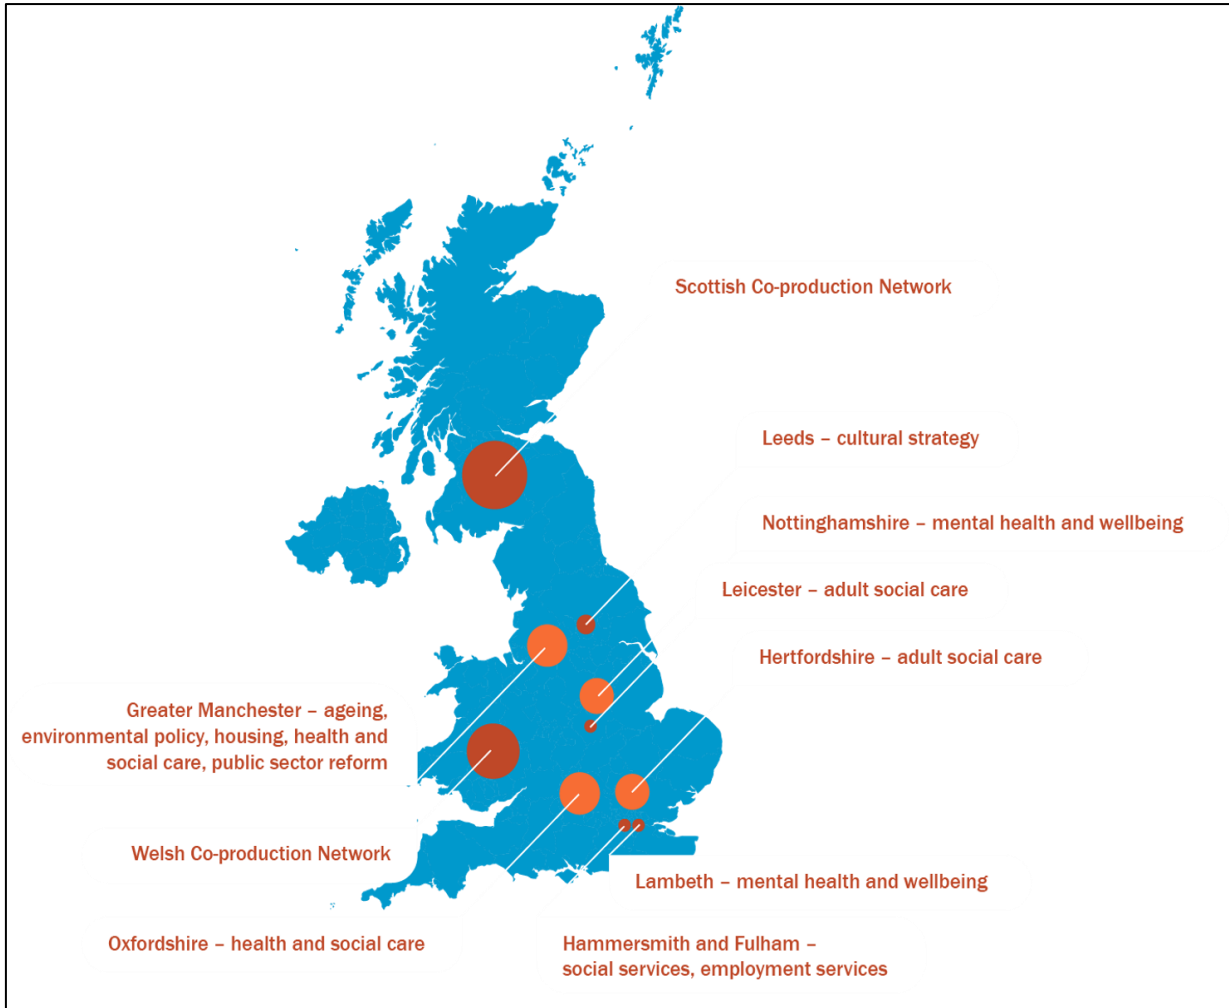 Scottish Co-production Network
Leeds – cultural strategy
Nottinghamshire – mental health and wellbeing
Leicester – adult social care
Hertfordshire – adult social care
Greater Manchester – ageing,
environmental policy, housing, health and
social care, public sector reform
Welsh Co-production Network
Lambeth – mental health and wellbeing
Oxfordshire – health and social care
Hammersmith and Fulham –
social services, employment services